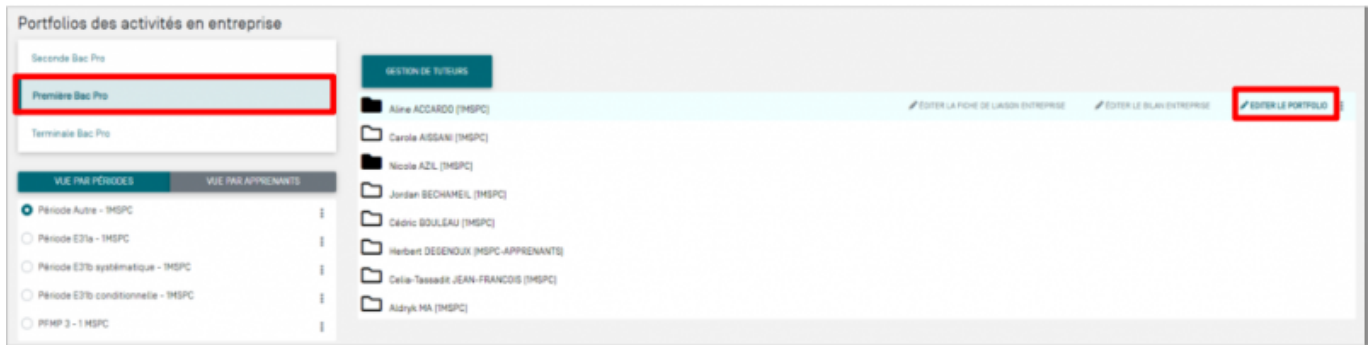 Portfolios des activités en entreprise
Seconde Bac Pro
Première Bac Pro
Terminale Bac Pro
VUE PAR PÉRIODES VUE PAR APPRENANTS
Période Autre - 1MSPC
Période E31a - 1MSPC
Période E31b systématique - 1MSPC
Période E31b conditionnelle - 1MSPC
PFMP 3 - 1 MSPC
GESTION DE TUTEURS
Aline ACCARDO (1MSPC) ÉDITER LA FICHE DE LIAISON ENTREPRISE ÉDITER LE BILAN ENTREPRISE EDITER LE PORTFOLIO
Carole AISSANI (1MSPC)
Nicole AZIL (1MSPC)
Jordan BECHAMEIL (1MSPC)
Cédric BOULEAU (1MSPC)
Herbert DEGENOUX (MSPC-APPRENANTS)
Celia-Tassadit JEAN-FRANCOIS (1MSPC)
Aldryk MA (1MSPC)